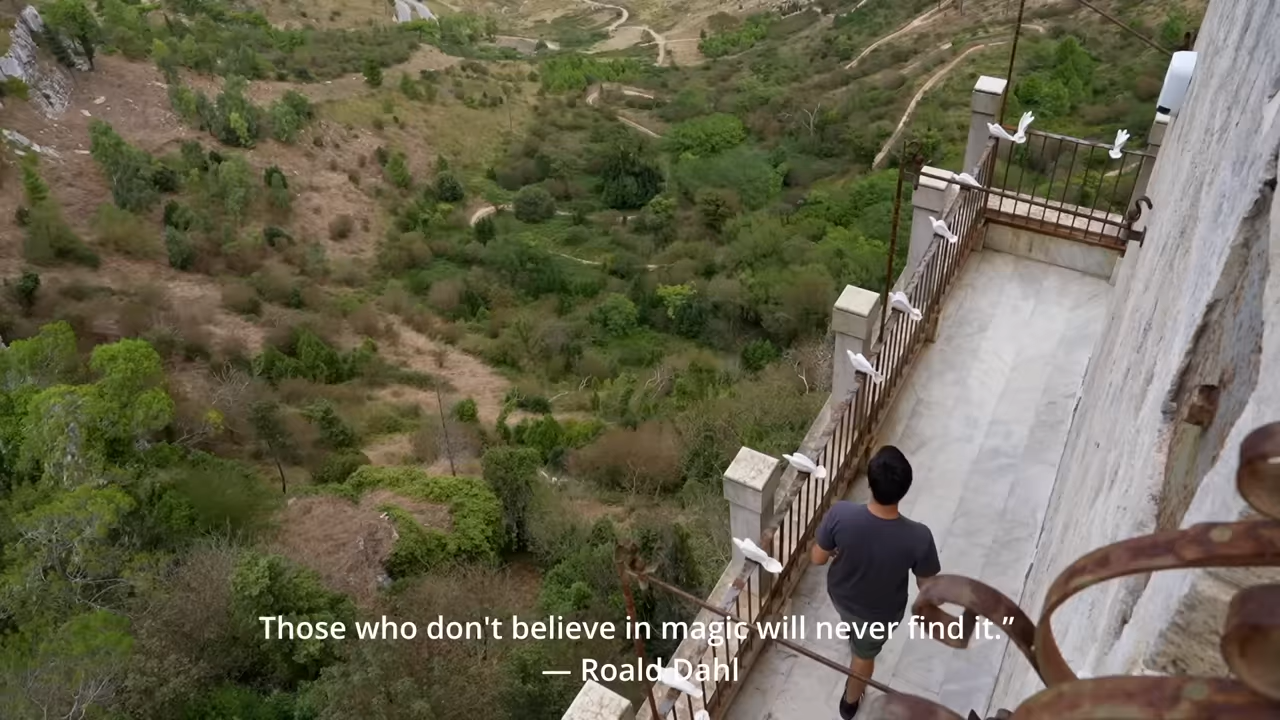 Those who don't believe in magic will never find it.”
— Roald Dahl